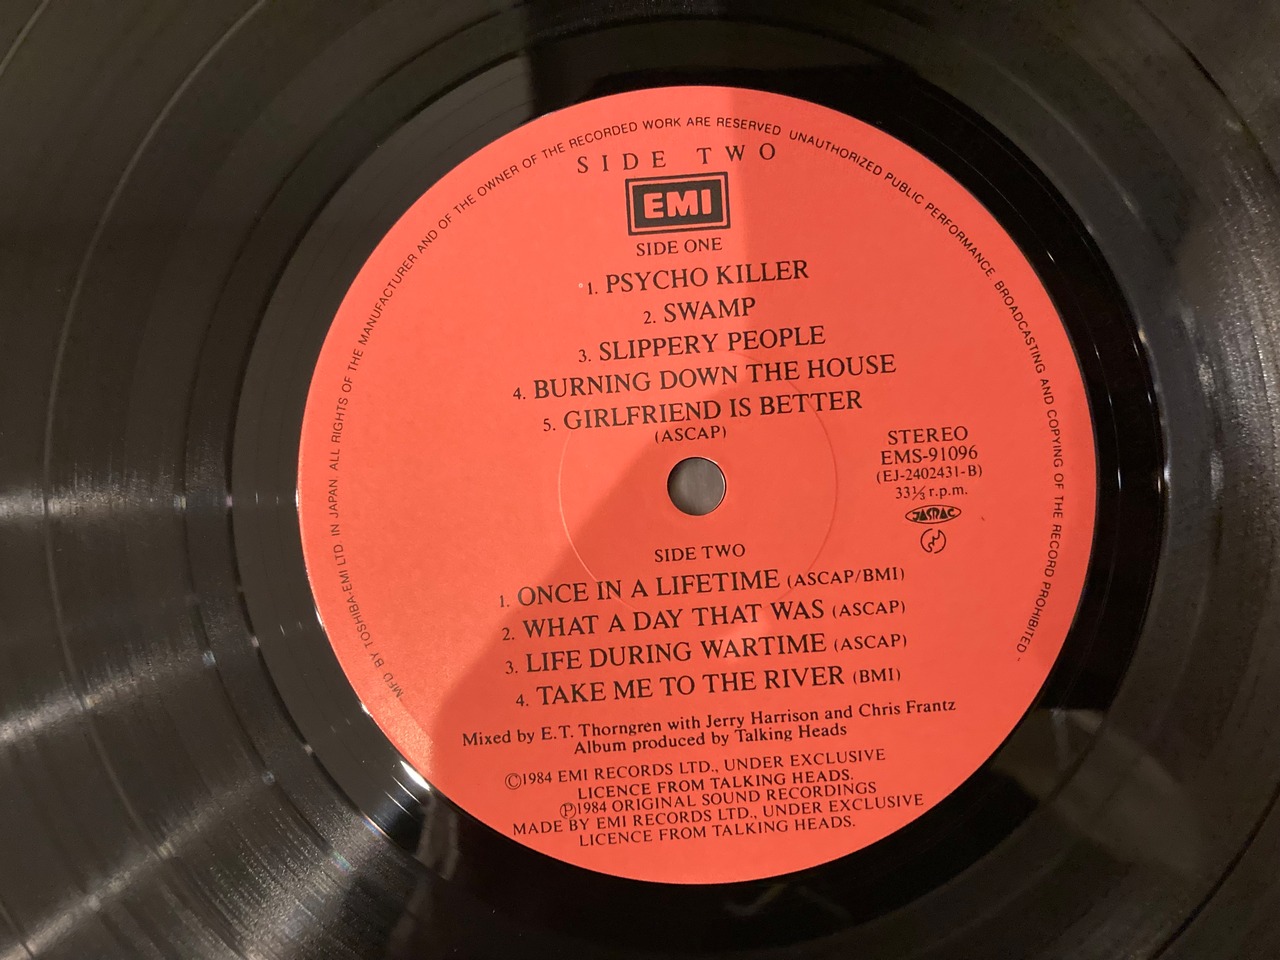 MFD BY TOSHIBA-EMI LTD. IN JAPAN. ALL RIGHTS OF THE MANUFACTURER AND OF THE OWNER OF THE RECORDED WORK ARE RESERVED UNAUTHORIZED PUBLIC PERFORMANCE BROADCASTING AND COPYING OF THE RECORD PROHIBITED
SIDE TWO
EMI
SIDE ONE
1. PSYCHO KILLER
2. SWAMP
3. SLIPPERY PEOPLE
4. BURNING DOWN THE HOUSE
5. GIRLFRIEND IS BETTER
(ASCAP)
STEREO
EMS-91096
(EJ-2402431-B)
33⅓ r.p.m.
JASRAC
SIDE TWO
1. ONCE IN A LIFETIME (ASCAP/BMI)
2. WHAT A DAY THAT WAS (ASCAP)
3. LIFE DURING WARTIME (ASCAP)
4. TAKE ME TO THE RIVER (BMI)
Mixed by E.T. Thorngren with Jerry Harrison and Chris Frantz
Album produced by Talking Heads
©1984 EMI RECORDS LTD., UNDER EXCLUSIVE
LICENCE FROM TALKING HEADS.
℗1984 ORIGINAL SOUND RECORDINGS
MADE BY EMI RECORDS LTD., UNDER EXCLUSIVE
LICENCE FROM TALKING HEADS.